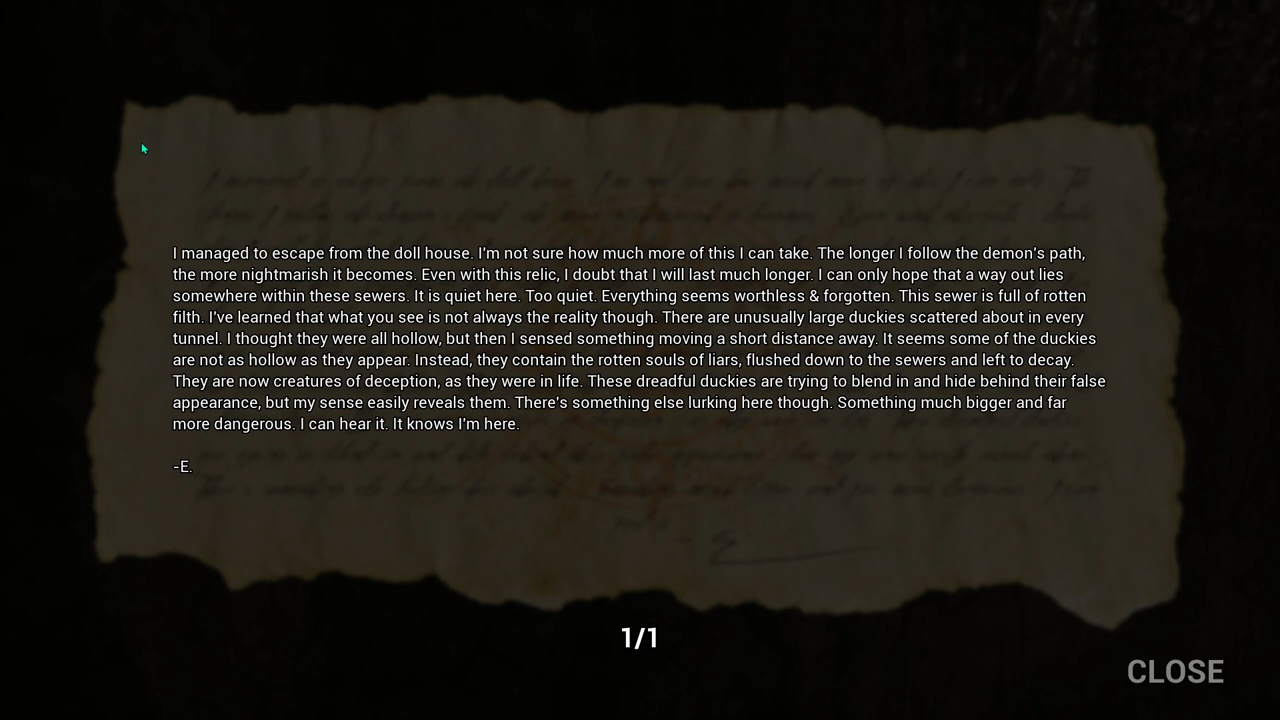 I managed to escape from the doll house. I'm not sure how much more of this I can take. The longer I follow the demon's path,
the more nightmarish it becomes. Even with this relic, I doubt that I will last much longer. I can only hope that a way out lies
somewhere within these sewers. It is quiet here. Too quiet. Everything seems worthless & forgotten. This sewer is full of rotten
filth. I've learned that what you see is not always the reality though. There are unusually large duckies scattered about in every
tunnel. I thought they were all hollow, but then I sensed something moving a short distance away. It seems some of the duckies
are not as hollow as they appear. Instead, they contain the rotten souls of liars, flushed down to the sewers and left to decay.
They are now creatures of deception, as they were in life. These dreadful duckies are trying to blend in and hide behind their false
appearance, but my sense easily reveals them. There's something else lurking here though. Something much bigger and far
more dangerous. I can hear it. It knows I'm here.
-E.
1/1
CLOSE